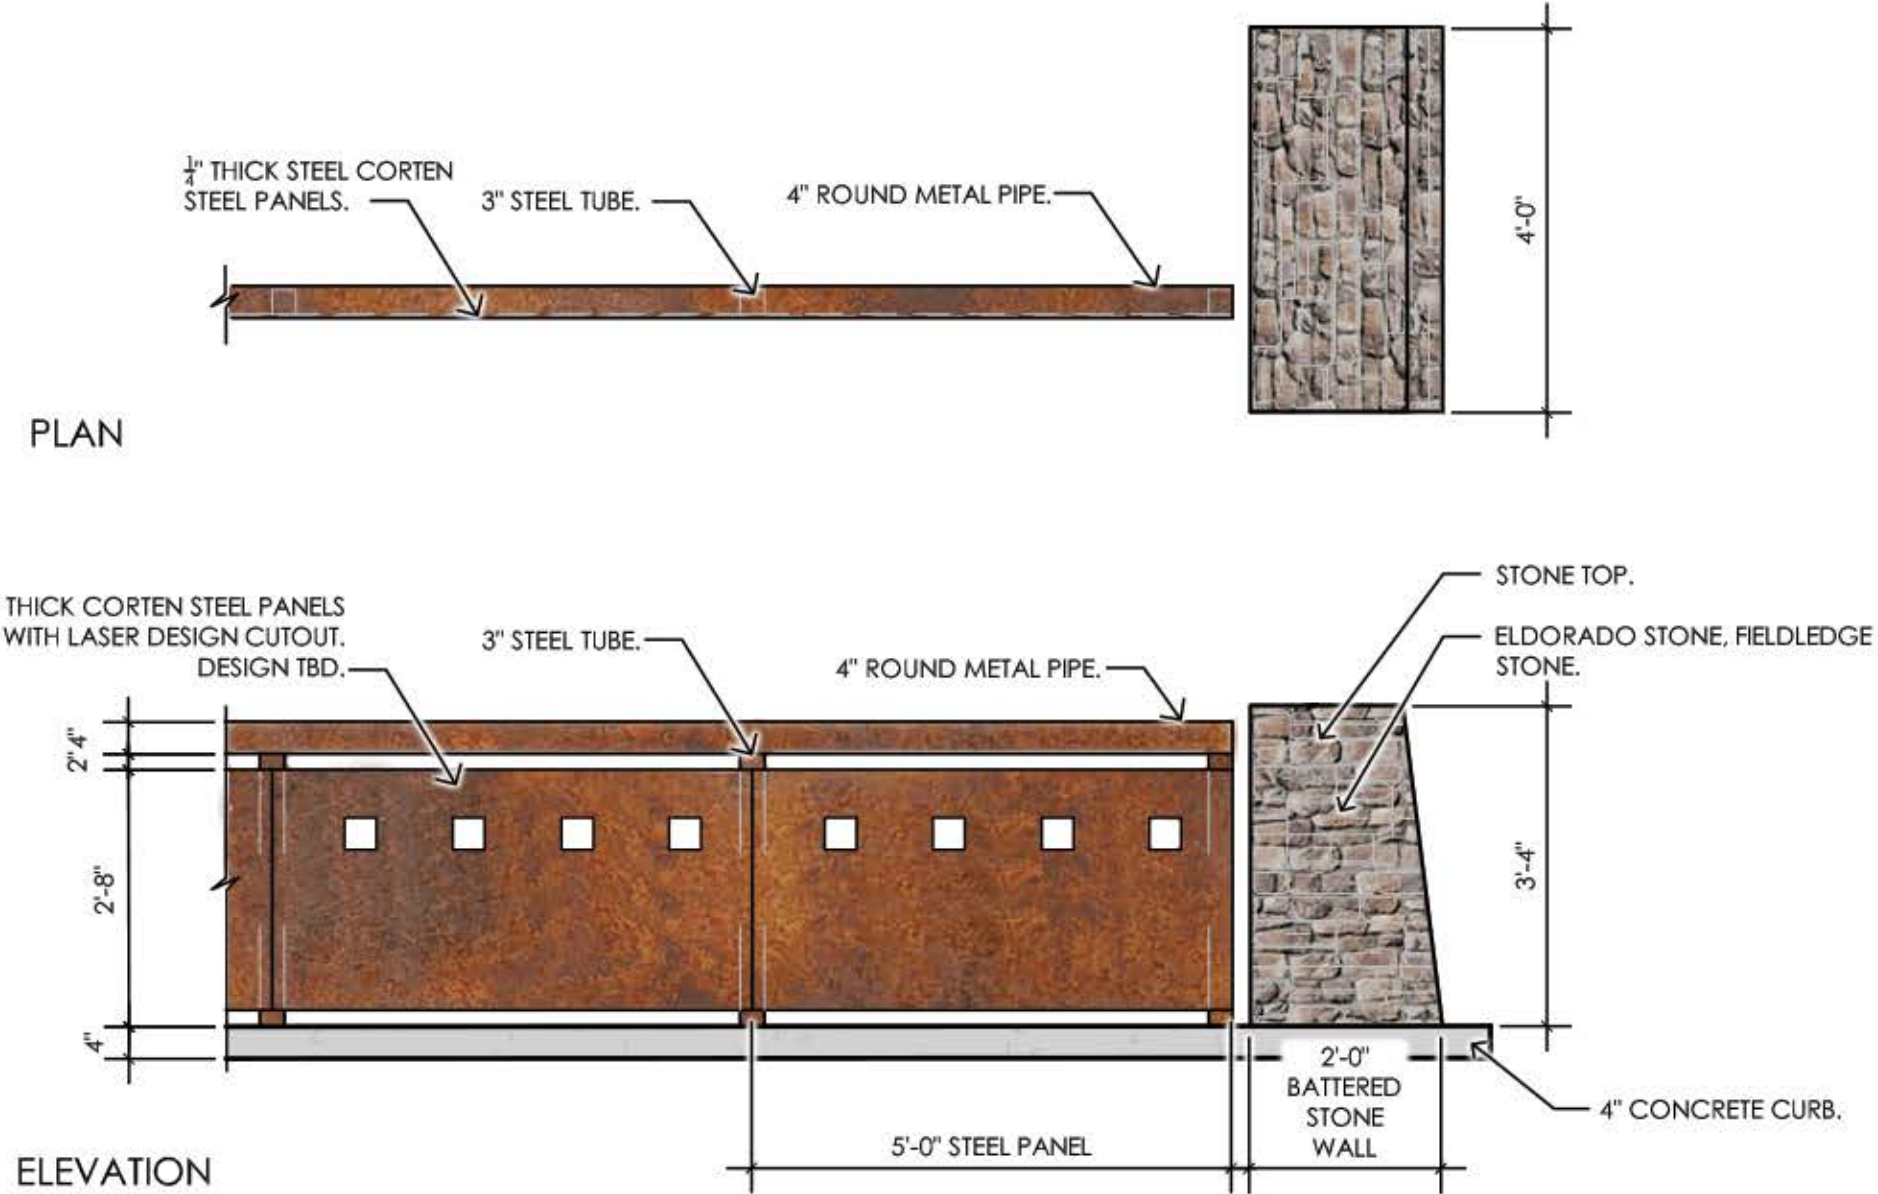 1/4" THICK STEEL CORTEN
STEEL PANELS.
3" STEEL TUBE.
4" ROUND METAL PIPE.
4'-0"
PLAN
THICK CORTEN STEEL PANELS
WITH LASER DESIGN CUTOUT.
DESIGN TBD.
3" STEEL TUBE.
4" ROUND METAL PIPE.
STONE TOP.
ELDORADO STONE, FIELDLEDGE
STONE.
2" 4"
2'-8"
4"
3'-4"
2'-0"
BATTERED
STONE
WALL
5'-0" STEEL PANEL
4" CONCRETE CURB.
ELEVATION